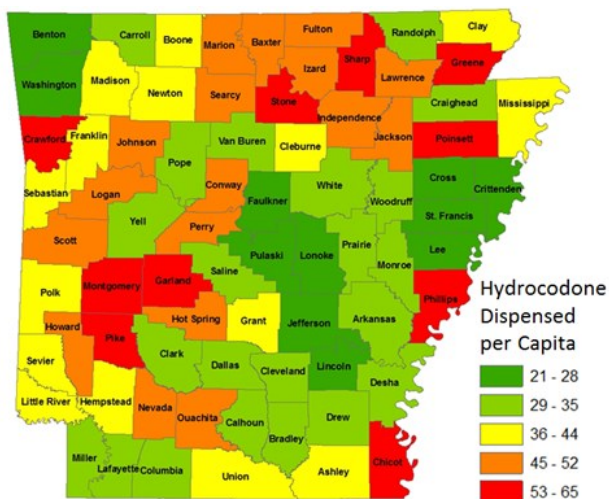 Benton
Carroll
Boone
Marion
Baxter
Fulton
Randolph
Clay
Sharp
Greene
Izard
Washington
Madison
Newton
Searcy
Stone
Lawrence
Craighead
Mississippi
Independence
Crawford
Franklin
Johnson
Van Buren
Cleburne
Jackson
Poinsett
Pope
Sebastian
Logan
Conway
Faulkner
White
Woodruff
Cross
Crittenden
Yell
Perry
St. Francis
Scott
Pulaski
Lonoke
Prairie
Lee
Monroe
Saline
Polk
Montgomery
Garland
Phillips
Hydrocodone
Dispensed
per Capita
Howard
Hot Spring
Grant
Jefferson
Arkansas
Pike
Sevier
Clark
Dallas
Cleveland
Lincoln
Desha
Little River
Hempstead
Nevada
Ouachita
Calhoun
Bradley
Drew
Miller
Lafayette
Columbia
Union
Ashley
Chicot
21 - 28
29 - 35
36 - 44
45 - 52
53 - 65